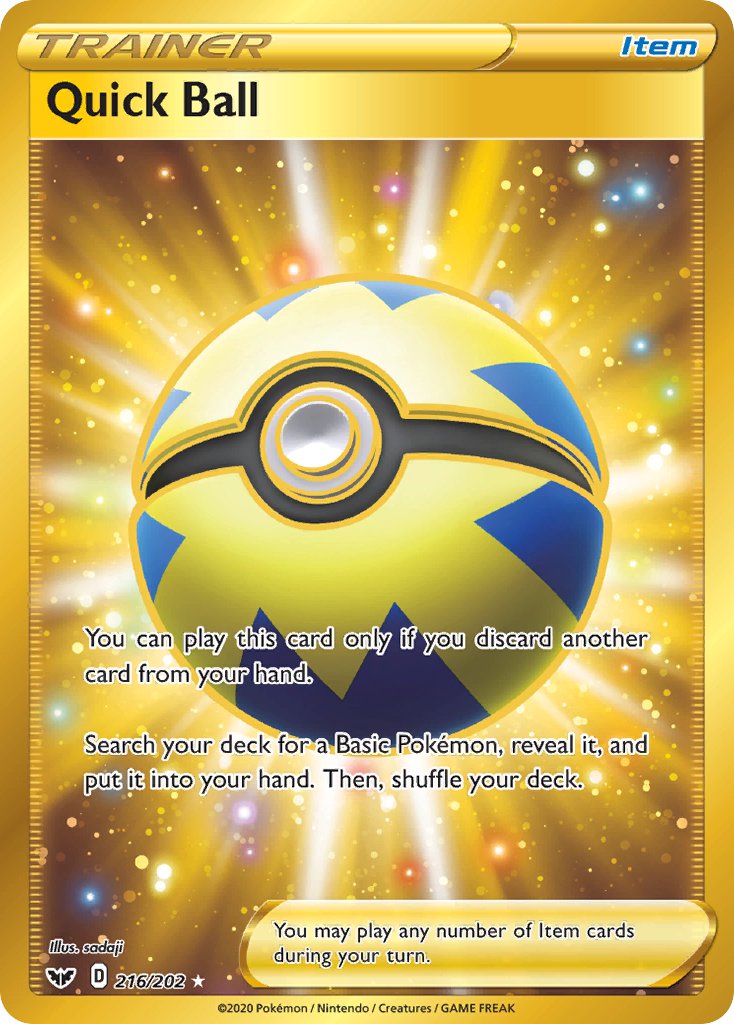 TRAINER
Item
Quick Ball
You can play this card only if you discard another
card from your hand.
Search your deck for a Basic Pokémon, reveal it, and
put it into your hand. Then, shuffle your deck.
You may play any number of Item cards
during your turn.
Illus. sadaji
D 216/202 ★
©2020 Pokémon / Nintendo / Creatures / GAME FREAK